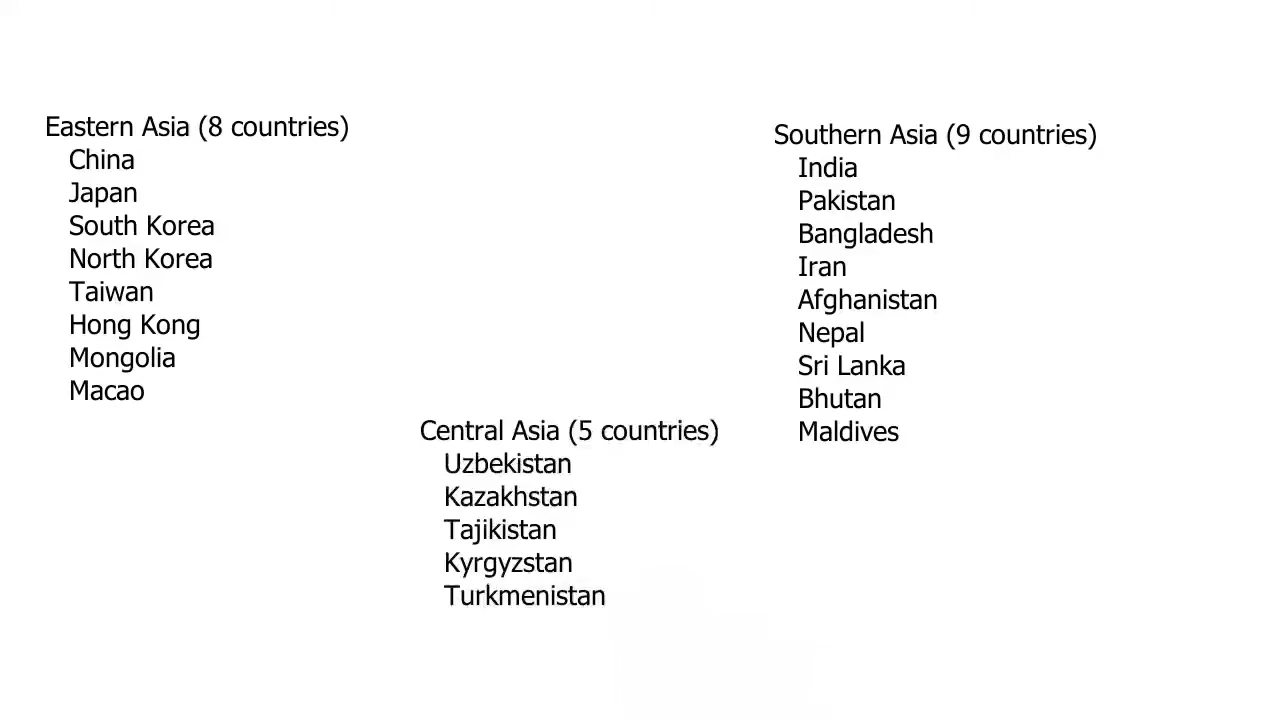 Eastern Asia (8 countries)
China
Japan
South Korea
North Korea
Taiwan
Hong Kong
Mongolia
Macao
Central Asia (5 countries)
Uzbekistan
Kazakhstan
Tajikistan
Kyrgyzstan
Turkmenistan
Southern Asia (9 countries)
India
Pakistan
Bangladesh
Iran
Afghanistan
Nepal
Sri Lanka
Bhutan
Maldives